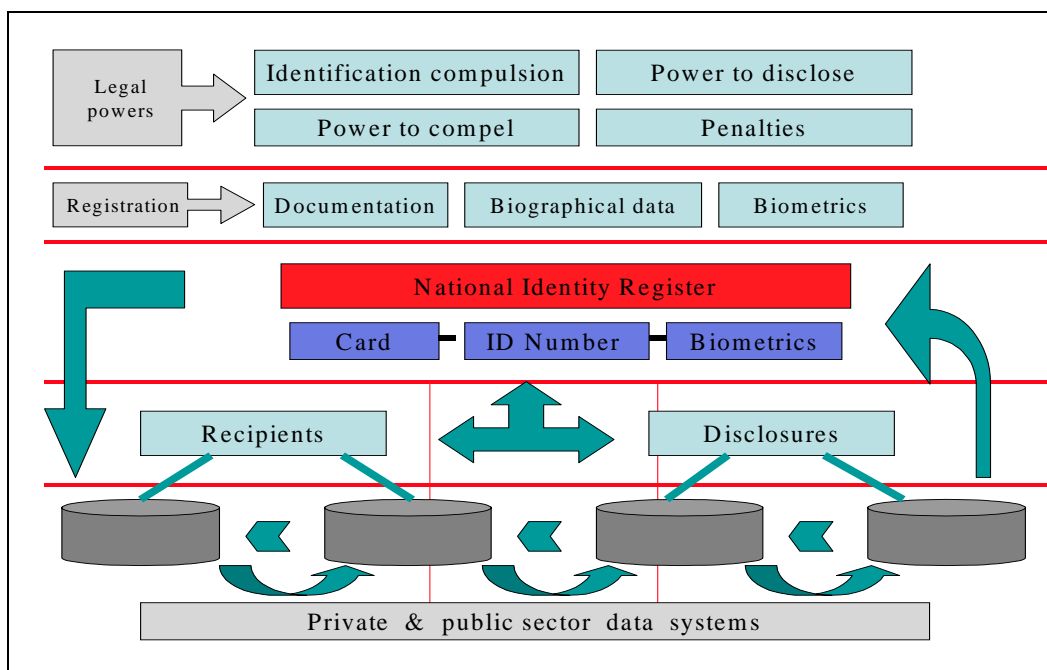 Legal
powers
Identification compulsion
Power to disclose
Power to compel
Penalties
Registration
Documentation
Biographical data
Biometrics
National Identity Register
Card
ID Number
Biometrics
Recipients
Disclosures
Private & public sector data systems